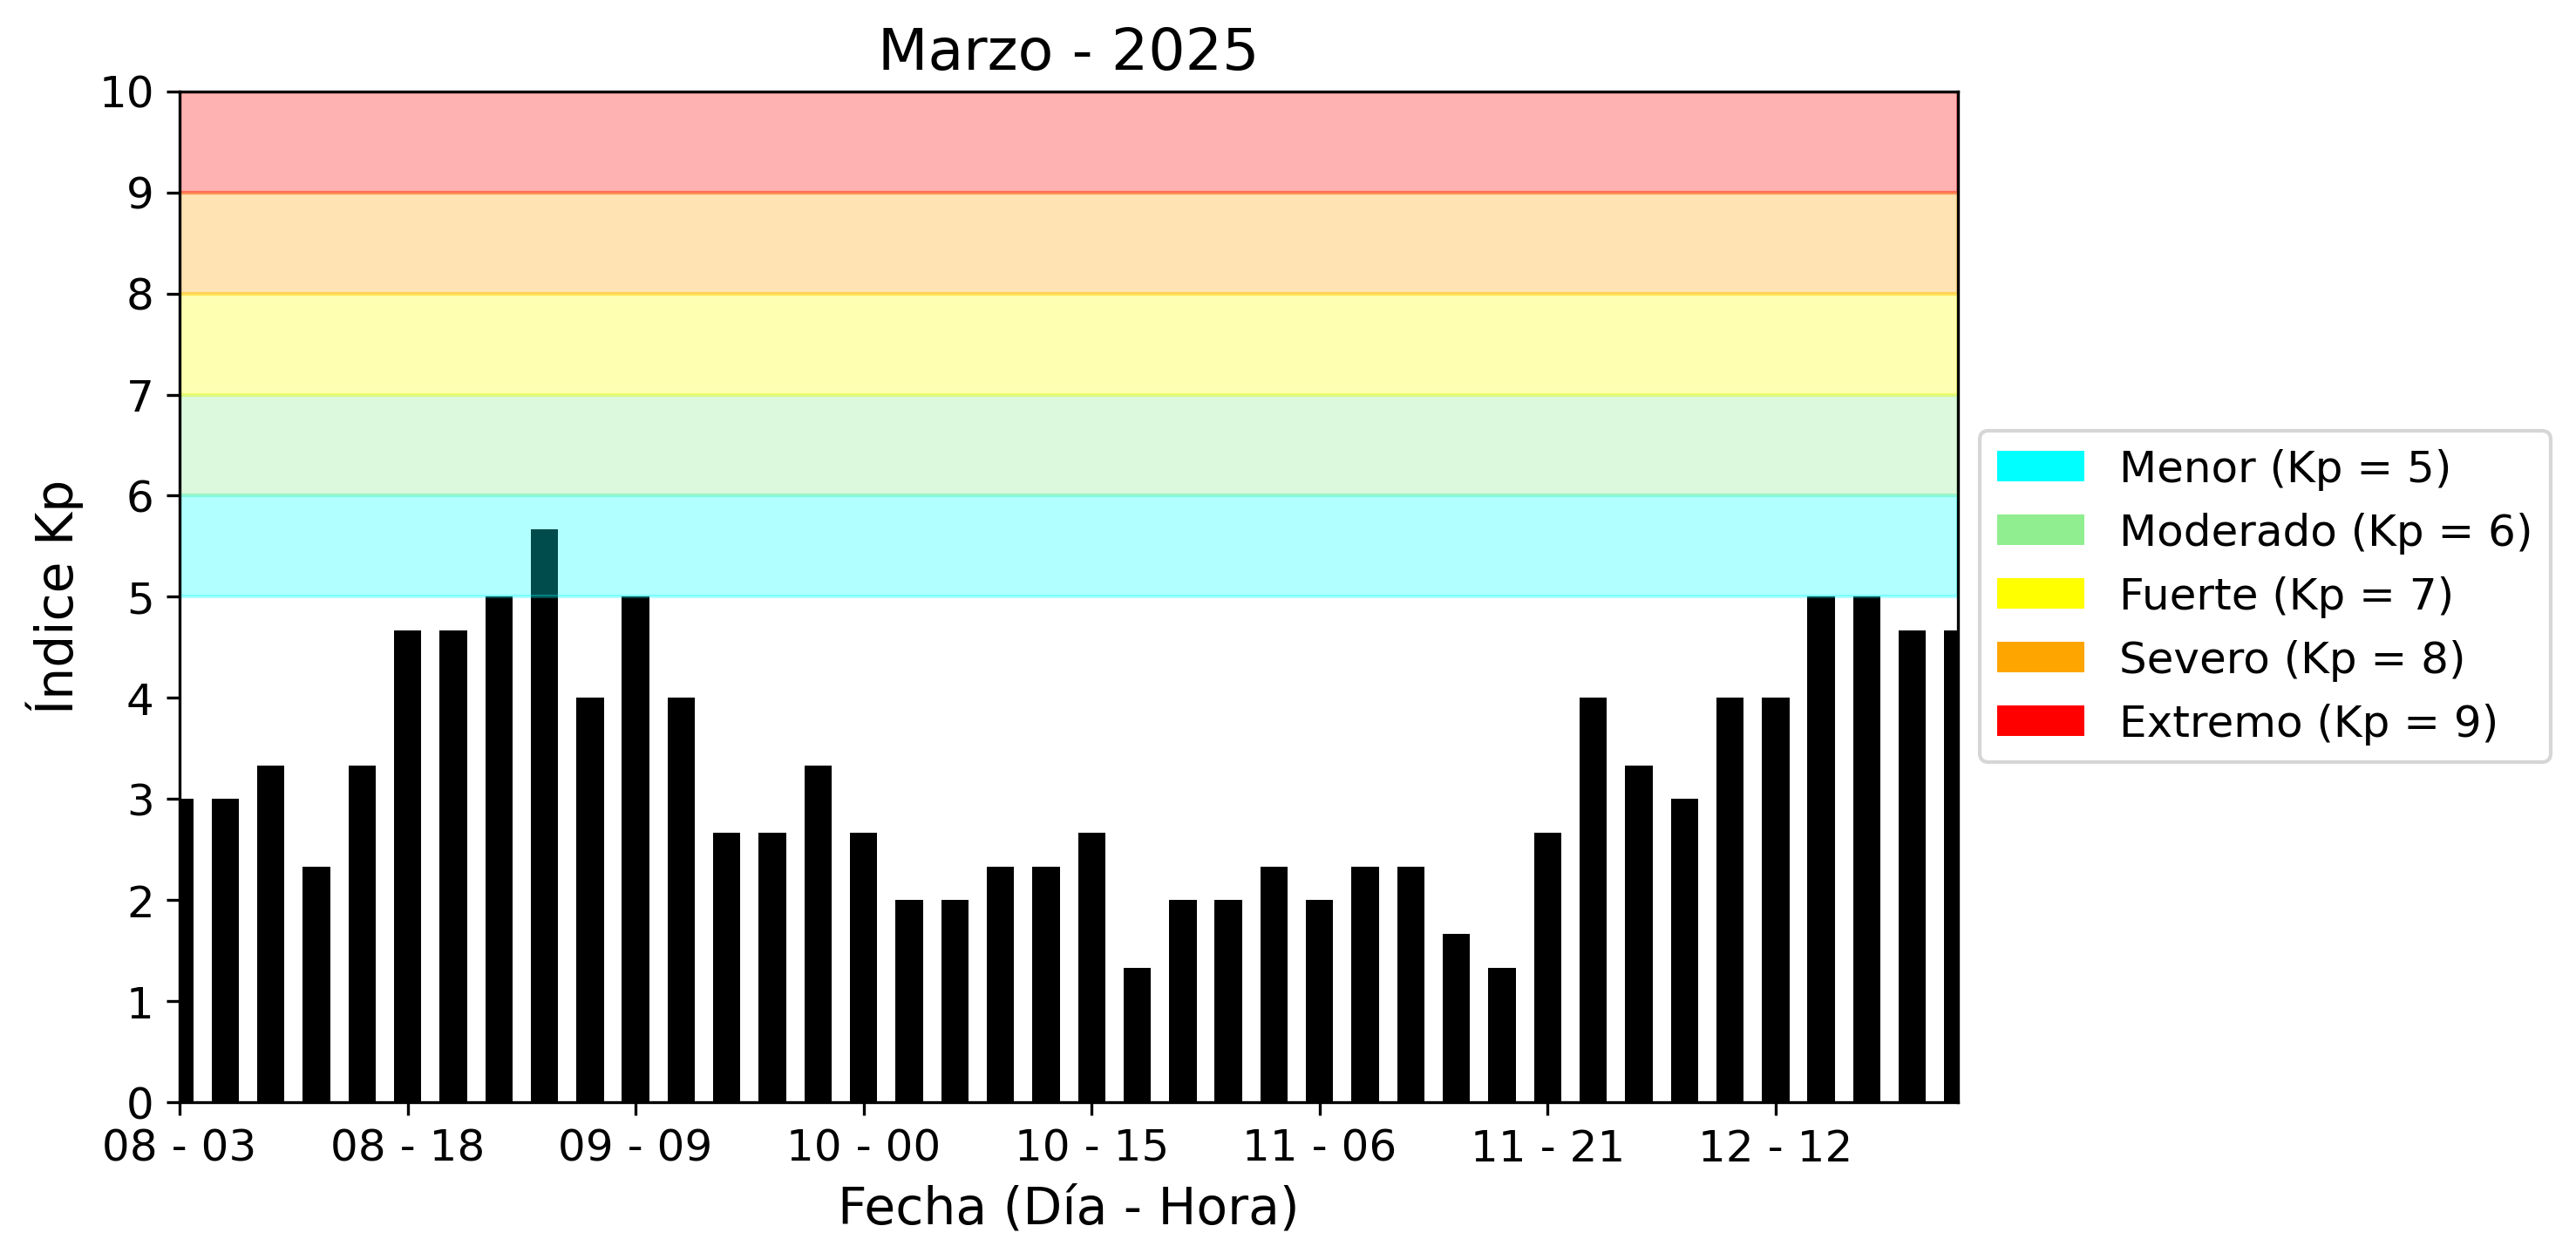 Marzo - 2025
10
9
8
7
6
5
4
3
2
1
0
Índice Kp
08 - 03 08 - 18 09 - 09 10 - 00 10 - 15 11 - 06 11 - 21 12 - 12
Fecha (Día - Hora)
Menor (Kp = 5)
Moderado (Kp = 6)
Fuerte (Kp = 7)
Severo (Kp = 8)
Extremo (Kp = 9)